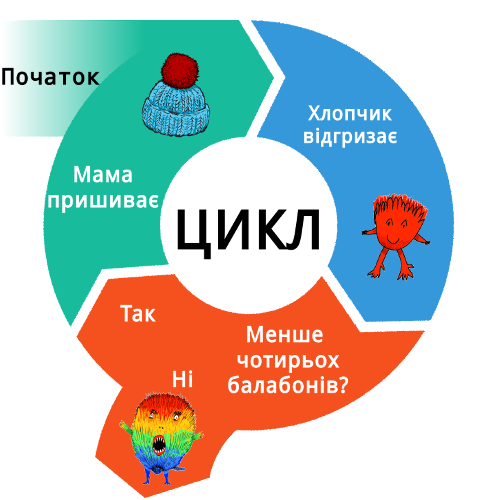 Початок
Мама
пришиває
Хлопчик
відгризає
ЦИКЛ
Менше
чотирьох
балабонів?
Так
Ні